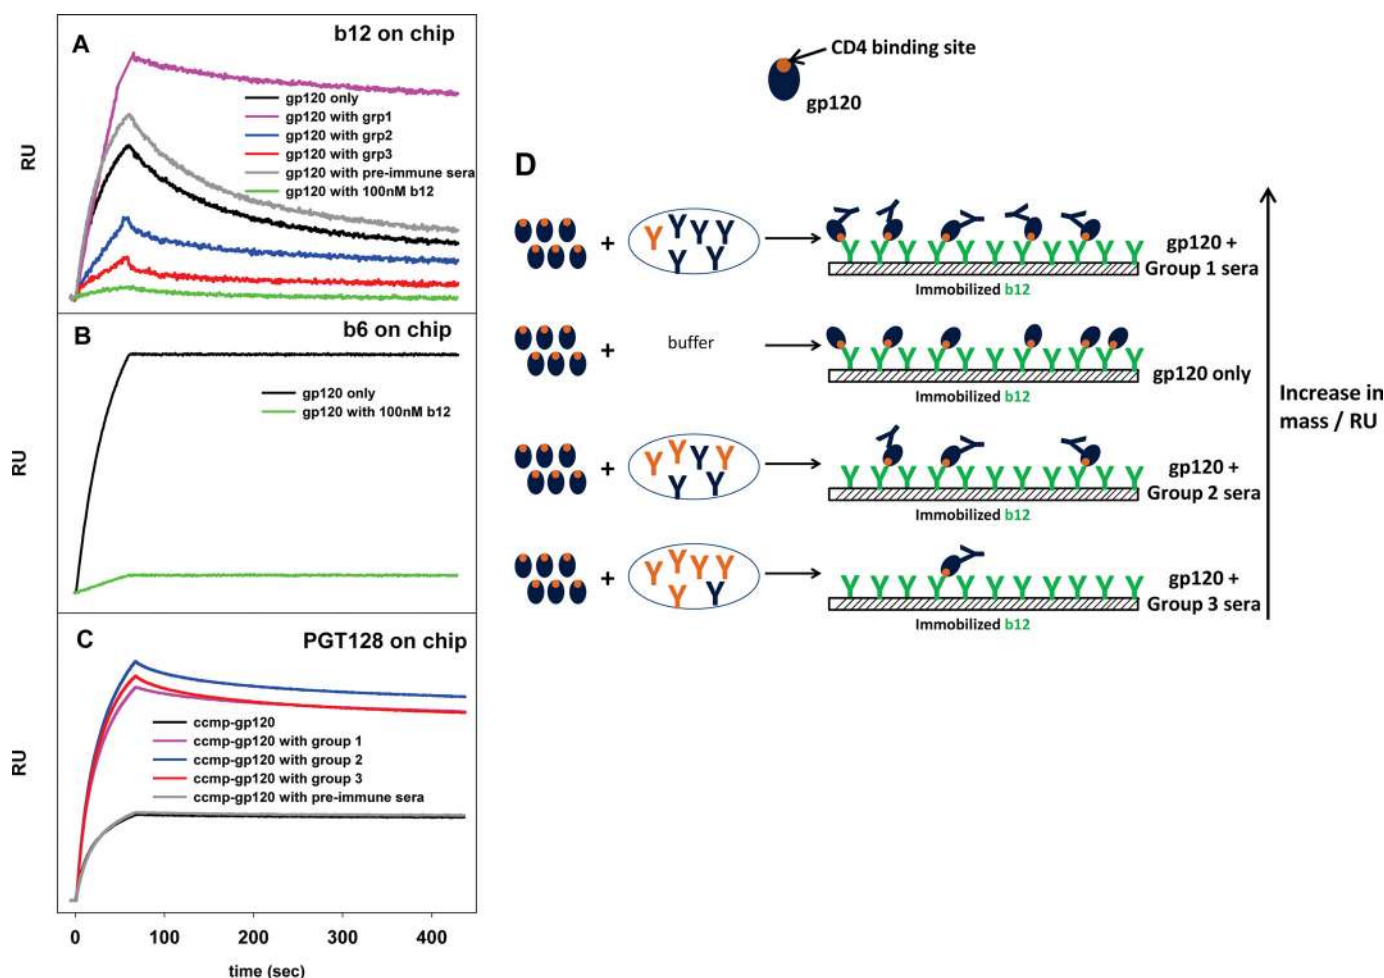 A
b12 on chip
gp120 only
gp120 with grp1
gp120 with grp2
gp120 with grp3
gp120 with pre-immune sera
gp120 with 100nM b12
RU
B
b6 on chip
gp120 only
gp120 with 100nM b12
RU
C
PGT128 on chip
ccmp-gp120
ccmp-gp120 with group 1
ccmp-gp120 with group 2
ccmp-gp120 with group 3
ccmp-gp120 with pre-immune sera
RU
0 100 200 300 400
time (sec)
CD4 binding site
gp120
D
+
gp120 +
Group 1 sera
Immobilized b12
+
buffer
gp120 only
Immobilized b12
+
gp120 +
Group 2 sera
Immobilized b12
+
gp120 +
Group 3 sera
Immobilized b12
Increase in
mass / RU